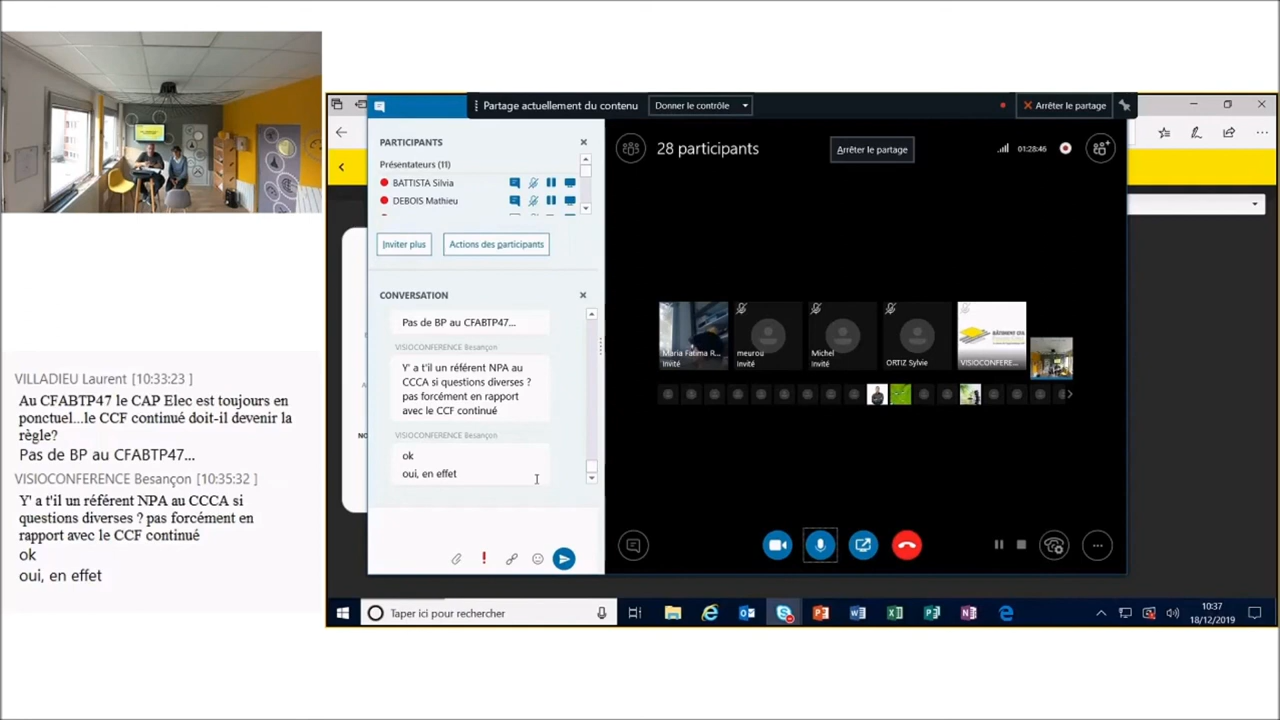 Partage actuellement du contenu
Donner le contrôle
Arrêter le partage
PARTICIPANTS
Présentateurs (11)
BATTISTA Silvia
DEBOIS Mathieu
Inviter plus
Actions des participants
28 participants
Arrêter le partage
01:28:46
CONVERSATION
Pas de BP au CFABTP47...
VISIOCONFERENCE Besançon
Y' a t'il un référent NPA au
CCCA si questions diverses ?
pas forcément en rapport
avec le CCF continué
VISIOCONFERENCE Besançon
ok
oui, en effet
Maria Fatima R...
Invité
meurou
Invité
Michel
Invité
ORTIZ Sylvie
BÂTIMENT CFA
VISIOCONFERE...
VILLADIEU Laurent [10:33:23 ]
Au CFABTP47 le CAP Elec est toujours en
ponctuel...le CCF continué doit-il devenir la
règle?
Pas de BP au CFABTP47...
VISIOCONFERENCE Besançon [10:35:32 ]
Y' a t'il un référent NPA au CCCA si
questions diverses ? pas forcément en
rapport avec le CCF continué
ok
oui, en effet
Taper ici pour rechercher
10:37
18/12/2019